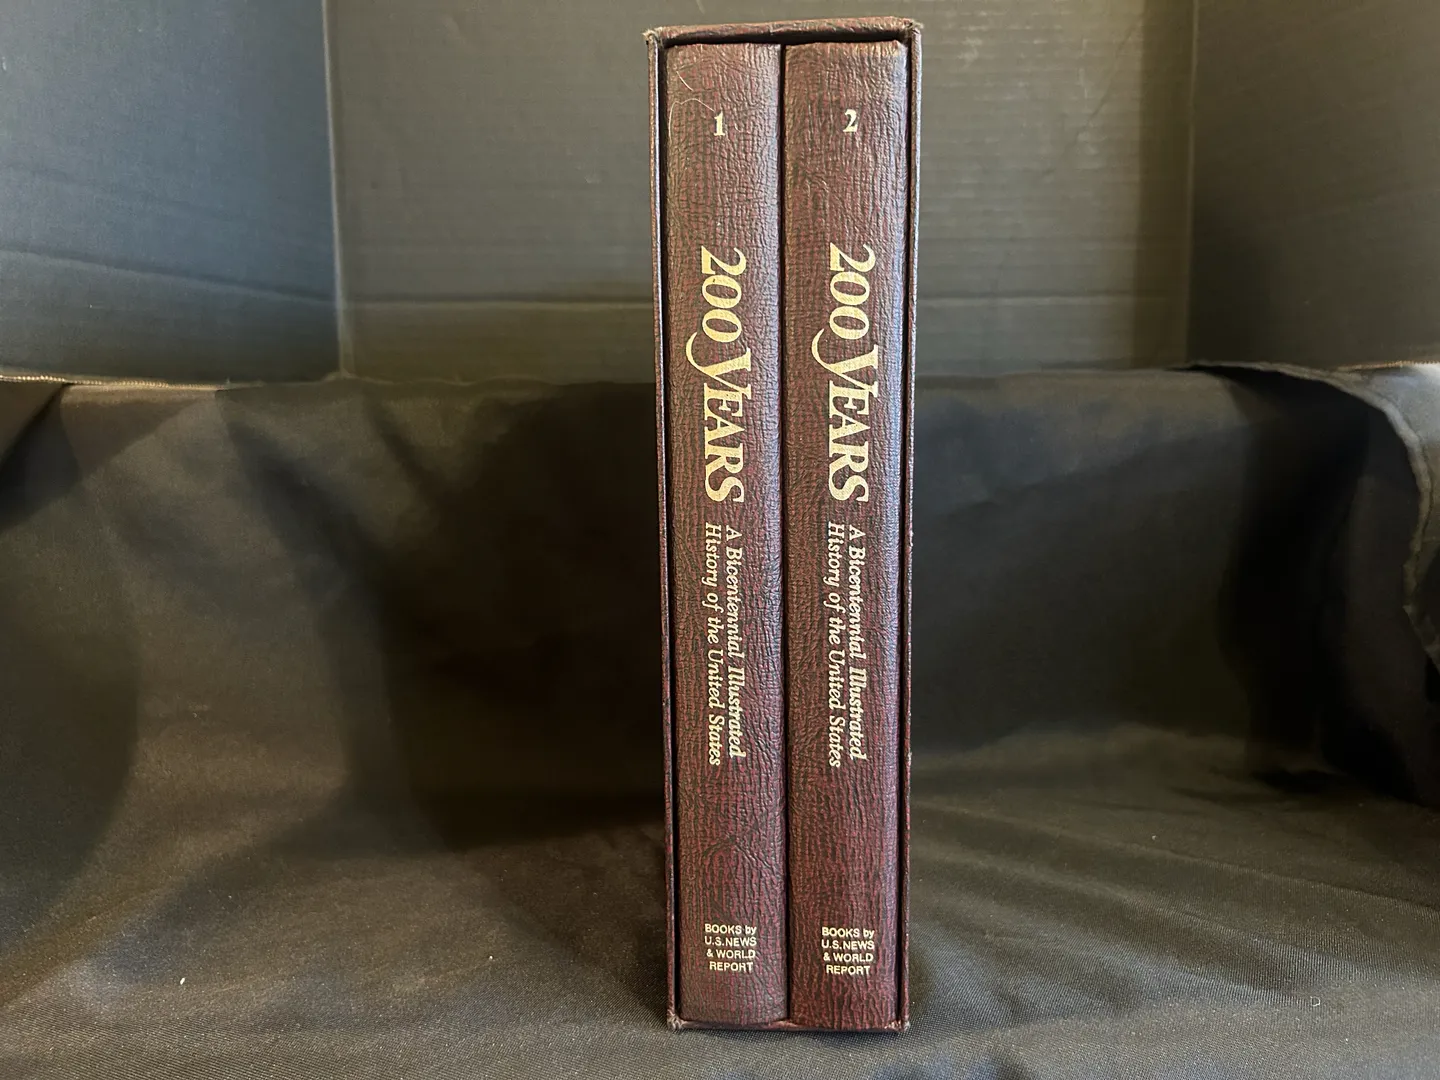 1
200 YEARS
A Bicentennial Illustrated
History of the United States
BOOKS by
U.S.NEWS
& WORLD
REPORT
2
200 YEARS
A Bicentennial Illustrated
History of the United States
BOOKS by
U.S.NEWS
& WORLD
REPORT